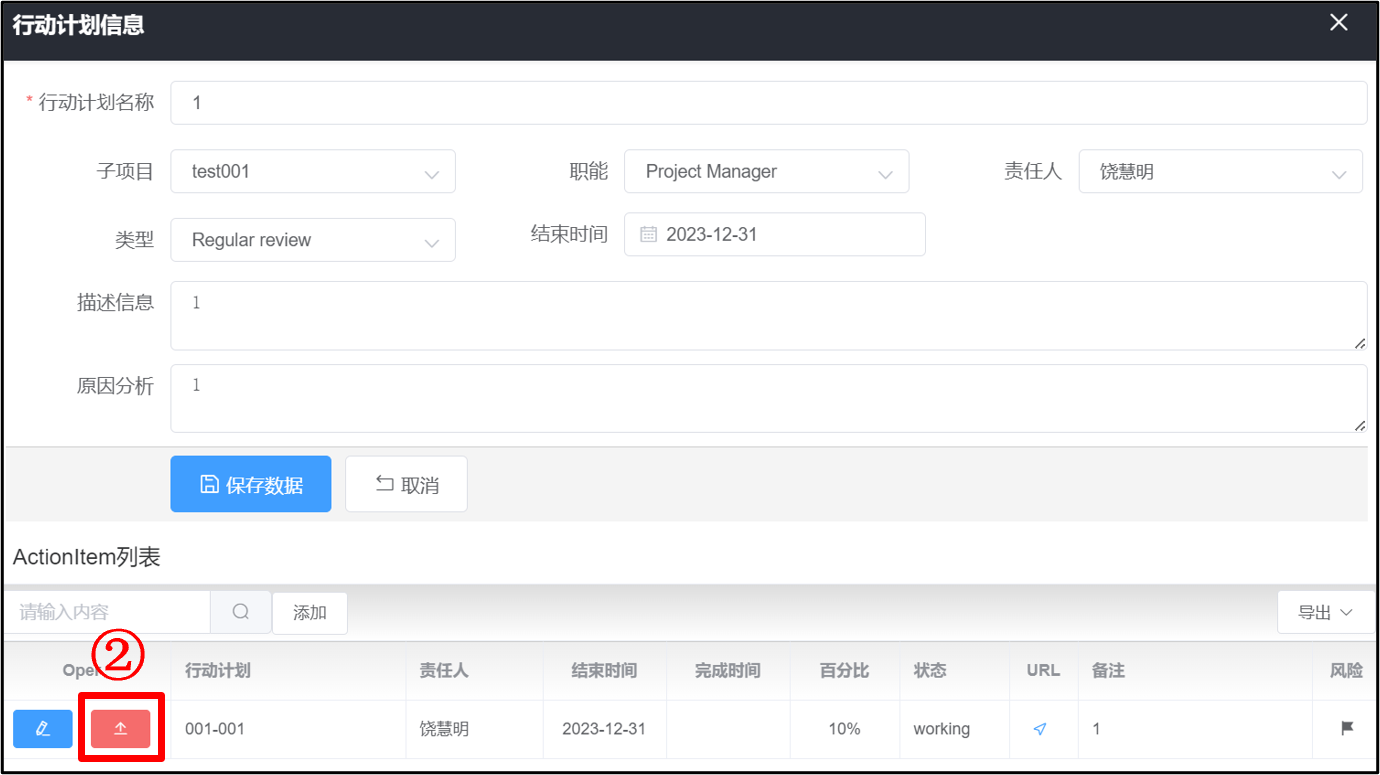 行动计划信息
* 行动计划名称 1
子项目 test001 职能 Project Manager 责任人 饶慧明
类型 Regular review 结束时间 2023-12-31
描述信息 1
原因分析 1
保存数据 取消
ActionItem列表
请输入内容 添加 导出
②
行动计划 责任人 结束时间 完成时间 百分比 状态 URL 备注 风险
001-001 饶慧明 2023-12-31 10% working 1